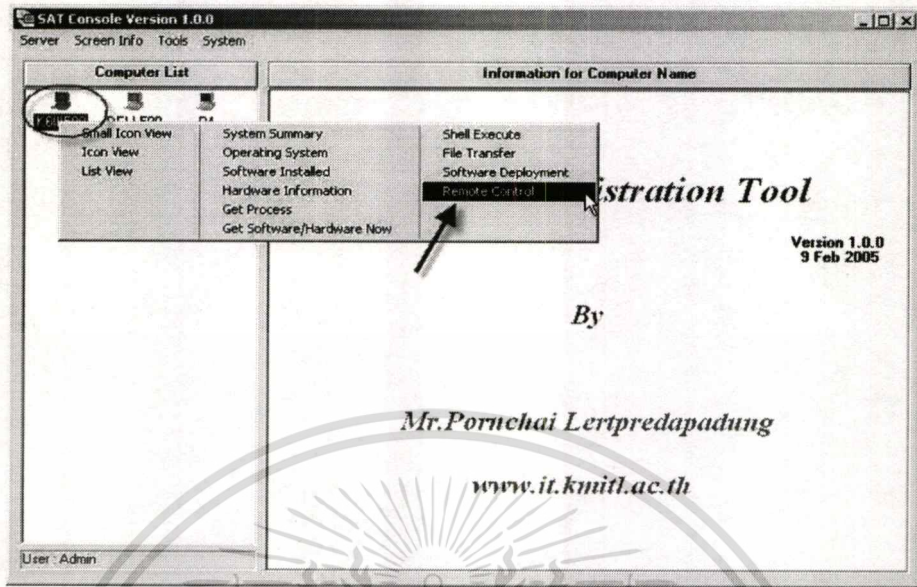 SAT Console Version 1.0.0
Server Screen Info Tools System
Computer List
Information for Computer Name
Small Icon View
Icon View
List View
System Summary
Operating System
Software Installed
Hardware Information
Get Process
Get Software/Hardware Now
Shell Execute
File Transfer
Software Deployment
Remote Control
istration Tool
Version 1.0.0
9 Feb 2005
By
Mr.Pornchai Lertpredapadung
www.it.kmitl.ac.th
User : Admin